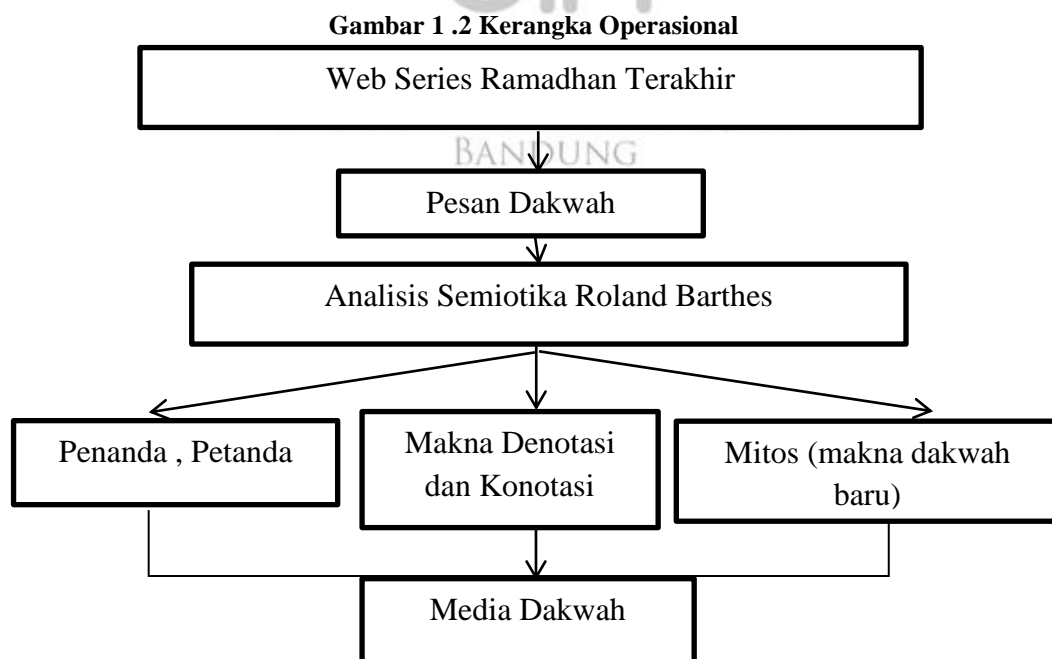 Gambar 1 .2 Kerangka Operasional
Web Series Ramadhan Terakhir
BANDUNG
Pesan Dakwah
Analisis Semiotika Roland Barthes
Penanda , Petanda
Makna Denotasi
dan Konotasi
Mitos (makna dakwah
baru)
Media Dakwah